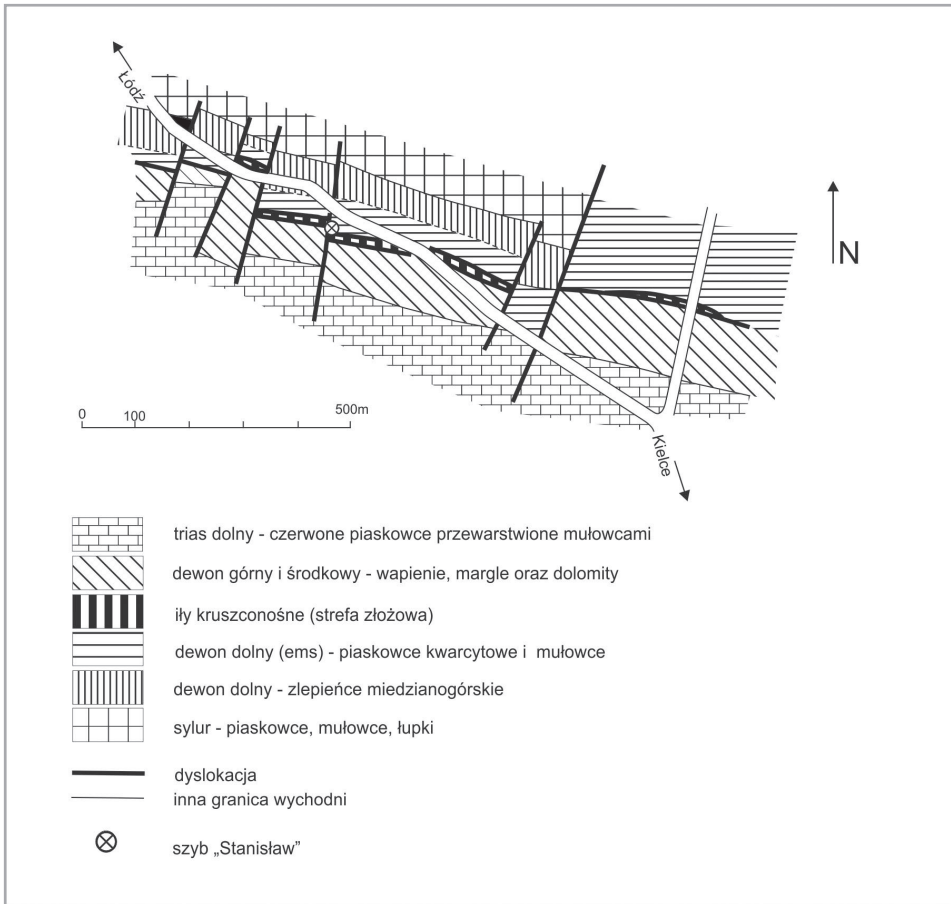 Łódź
N
0 100 500m
Kielce
trias dolny - czerwone piaskowce przewarstwione mułowcami
dewon górny i środkowy - wapienie, margle oraz dolomity
iły kruszconośne (strefa złożowa)
dewon dolny (ems) - piaskowce kwarcytowe i mułowce
dewon dolny - zlepieńce miedzianogórskie
sylur - piaskowce, mułowce, łupki
dyslokacja
inna granica wychodni
szyb „Stanisław”